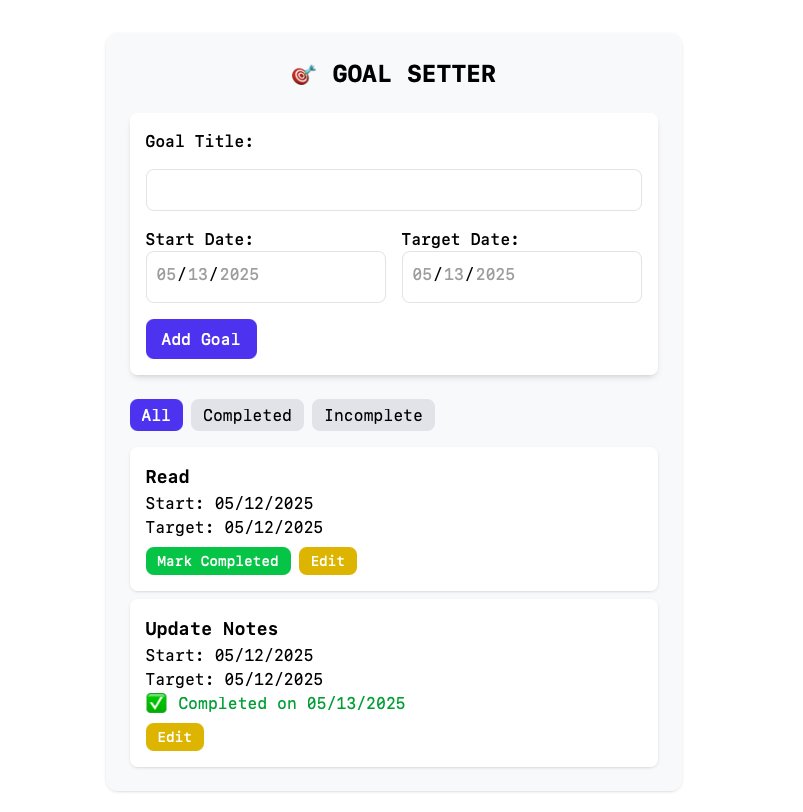 🎯 GOAL SETTER
Goal Title:
Start Date: Target Date:
05/13/2025 05/13/2025
Add Goal
All Completed Incomplete
Read
Start: 05/12/2025
Target: 05/12/2025
Mark Completed Edit
Update Notes
Start: 05/12/2025
Target: 05/12/2025
✅ Completed on 05/13/2025
Edit